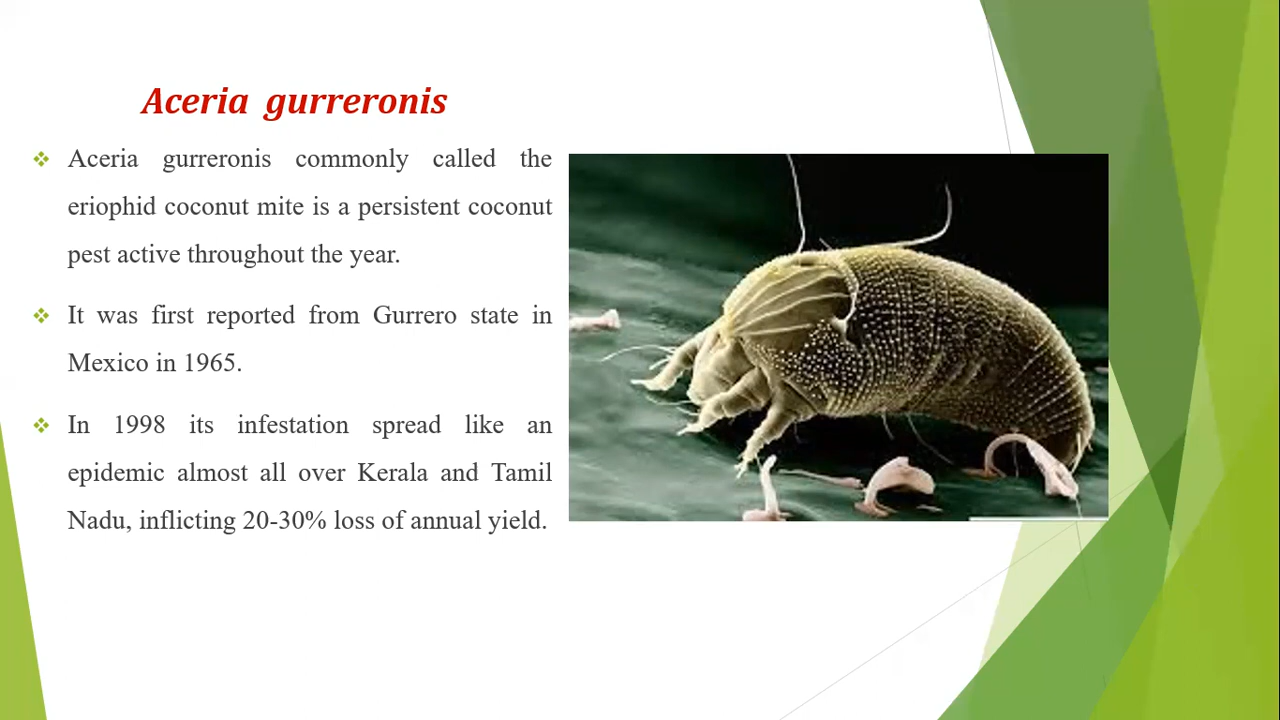 Aceria gurreronis
Aceria gurreronis commonly called the
eriophid coconut mite is a persistent coconut
pest active throughout the year.
It was first reported from Gurrero state in
Mexico in 1965.
In 1998 its infestation spread like an
epidemic almost all over Kerala and Tamil
Nadu, inflicting 20-30% loss of annual yield.